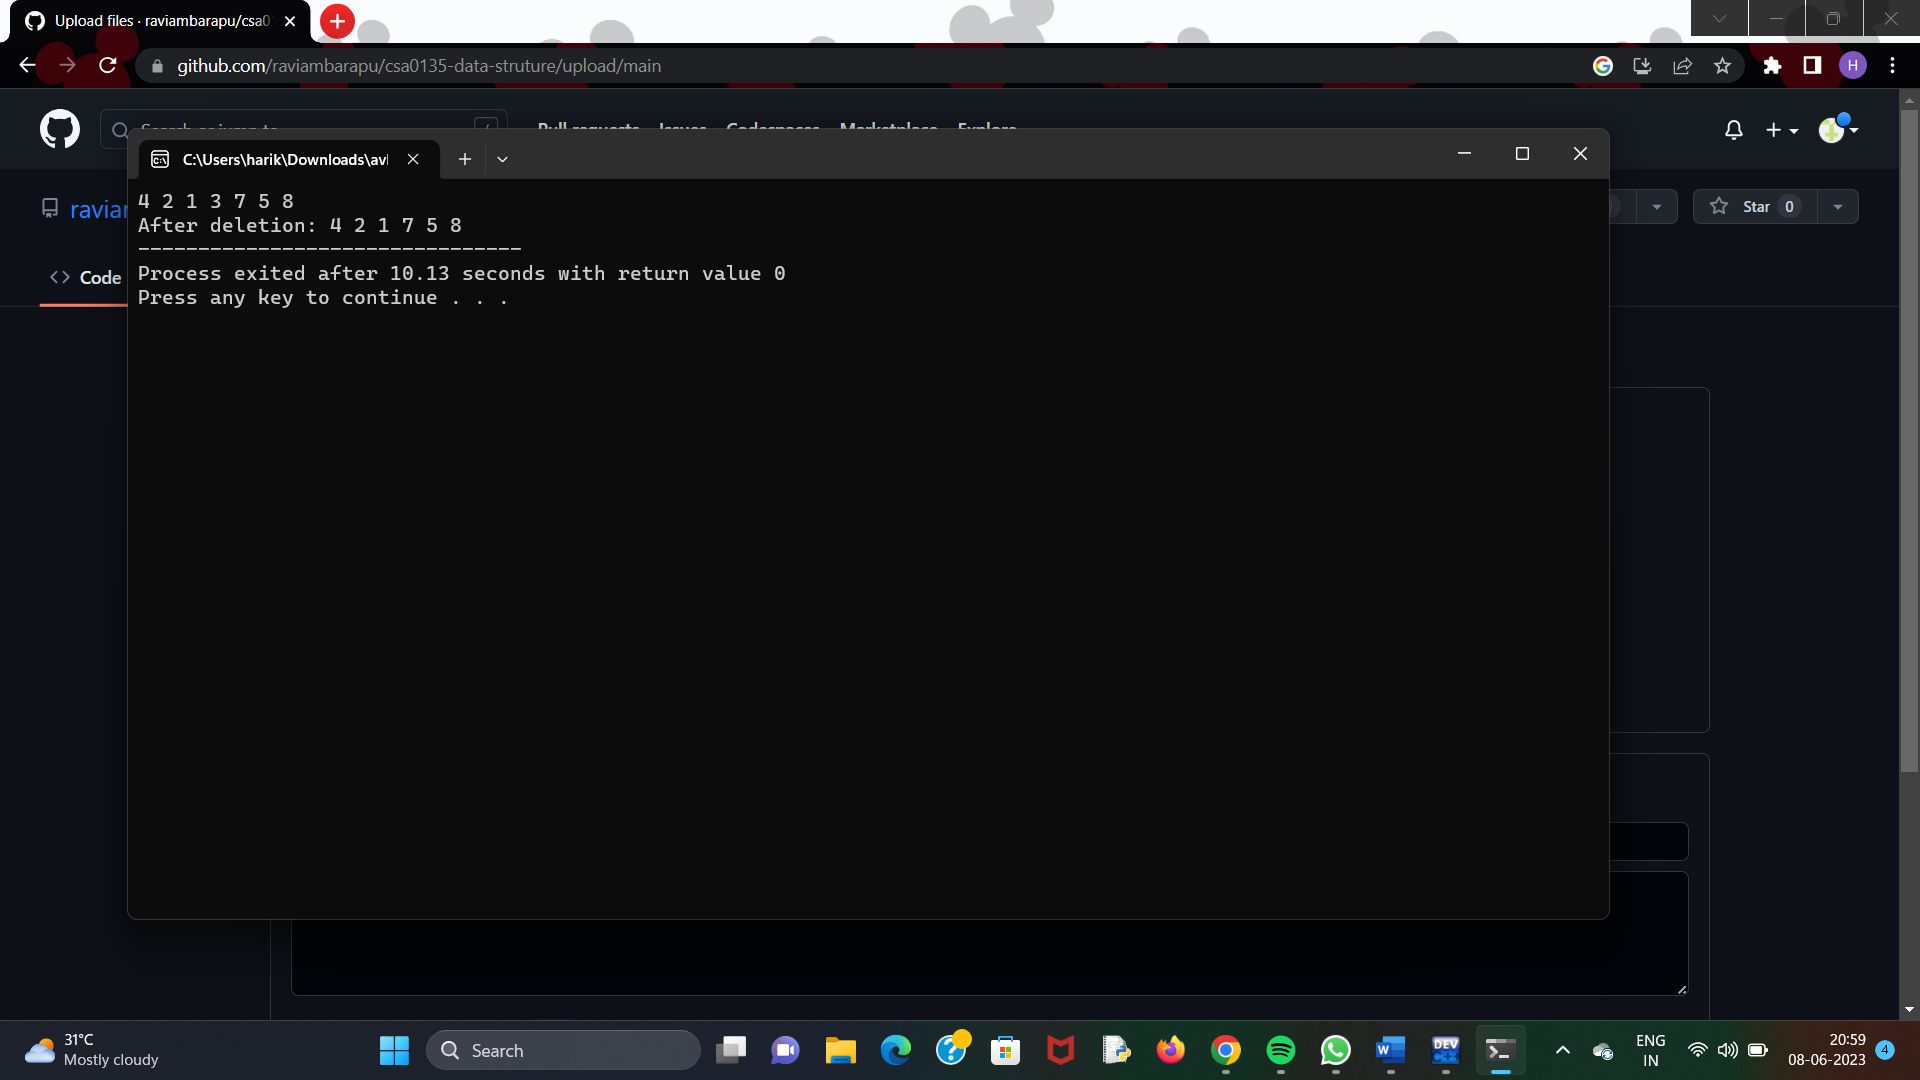 Upload files · raviambarapu/csa0
github.com/raviambarapu/csa0135-data-struture/upload/main
H
C:\Users\harik\Downloads\avl
raviar
Star 0
Code
4 2 1 3 7 5 8
After deletion: 4 2 1 7 5 8
--------------------------------
Process exited after 10.13 seconds with return value 0
Press any key to continue . . .
31°C
Mostly cloudy
Search
W
DEV
C++
ENG
IN
20:59
08-06-2023
4